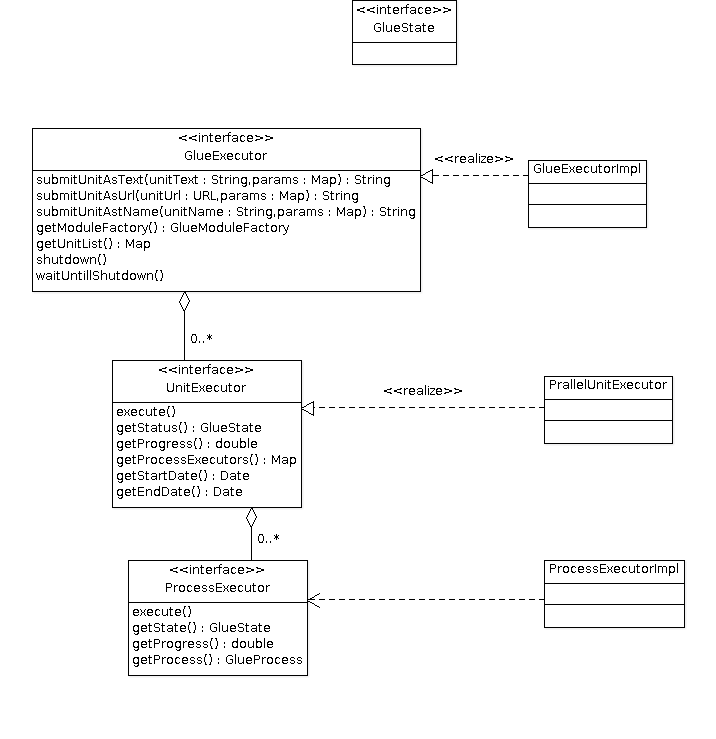 <<interface>>
GlueState
<<interface>>
GlueExecutor
submitUnitAsText(unitText : String,params : Map) : String
submitUnitAsUrl(unitUrl : URL,params : Map) : String
submitUnitAstName(unitName : String,params : Map) : String
getModuleFactory() : GlueModuleFactory
getUnitList() : Map
shutdown()
waitUntillShutdown()
<<realize>>
GlueExecutorImpl
0..*
<<interface>>
UnitExecutor
execute()
getStatus() : GlueState
getProgress() : double
getProcessExecutors() : Map
getStartDate() : Date
getEndDate() : Date
<<realize>>
PrallelUnitExecutor
0..*
<<interface>>
ProcessExecutor
execute()
getState() : GlueState
getProgress() : double
getProcess() : GlueProcess
ProcessExecutorImpl